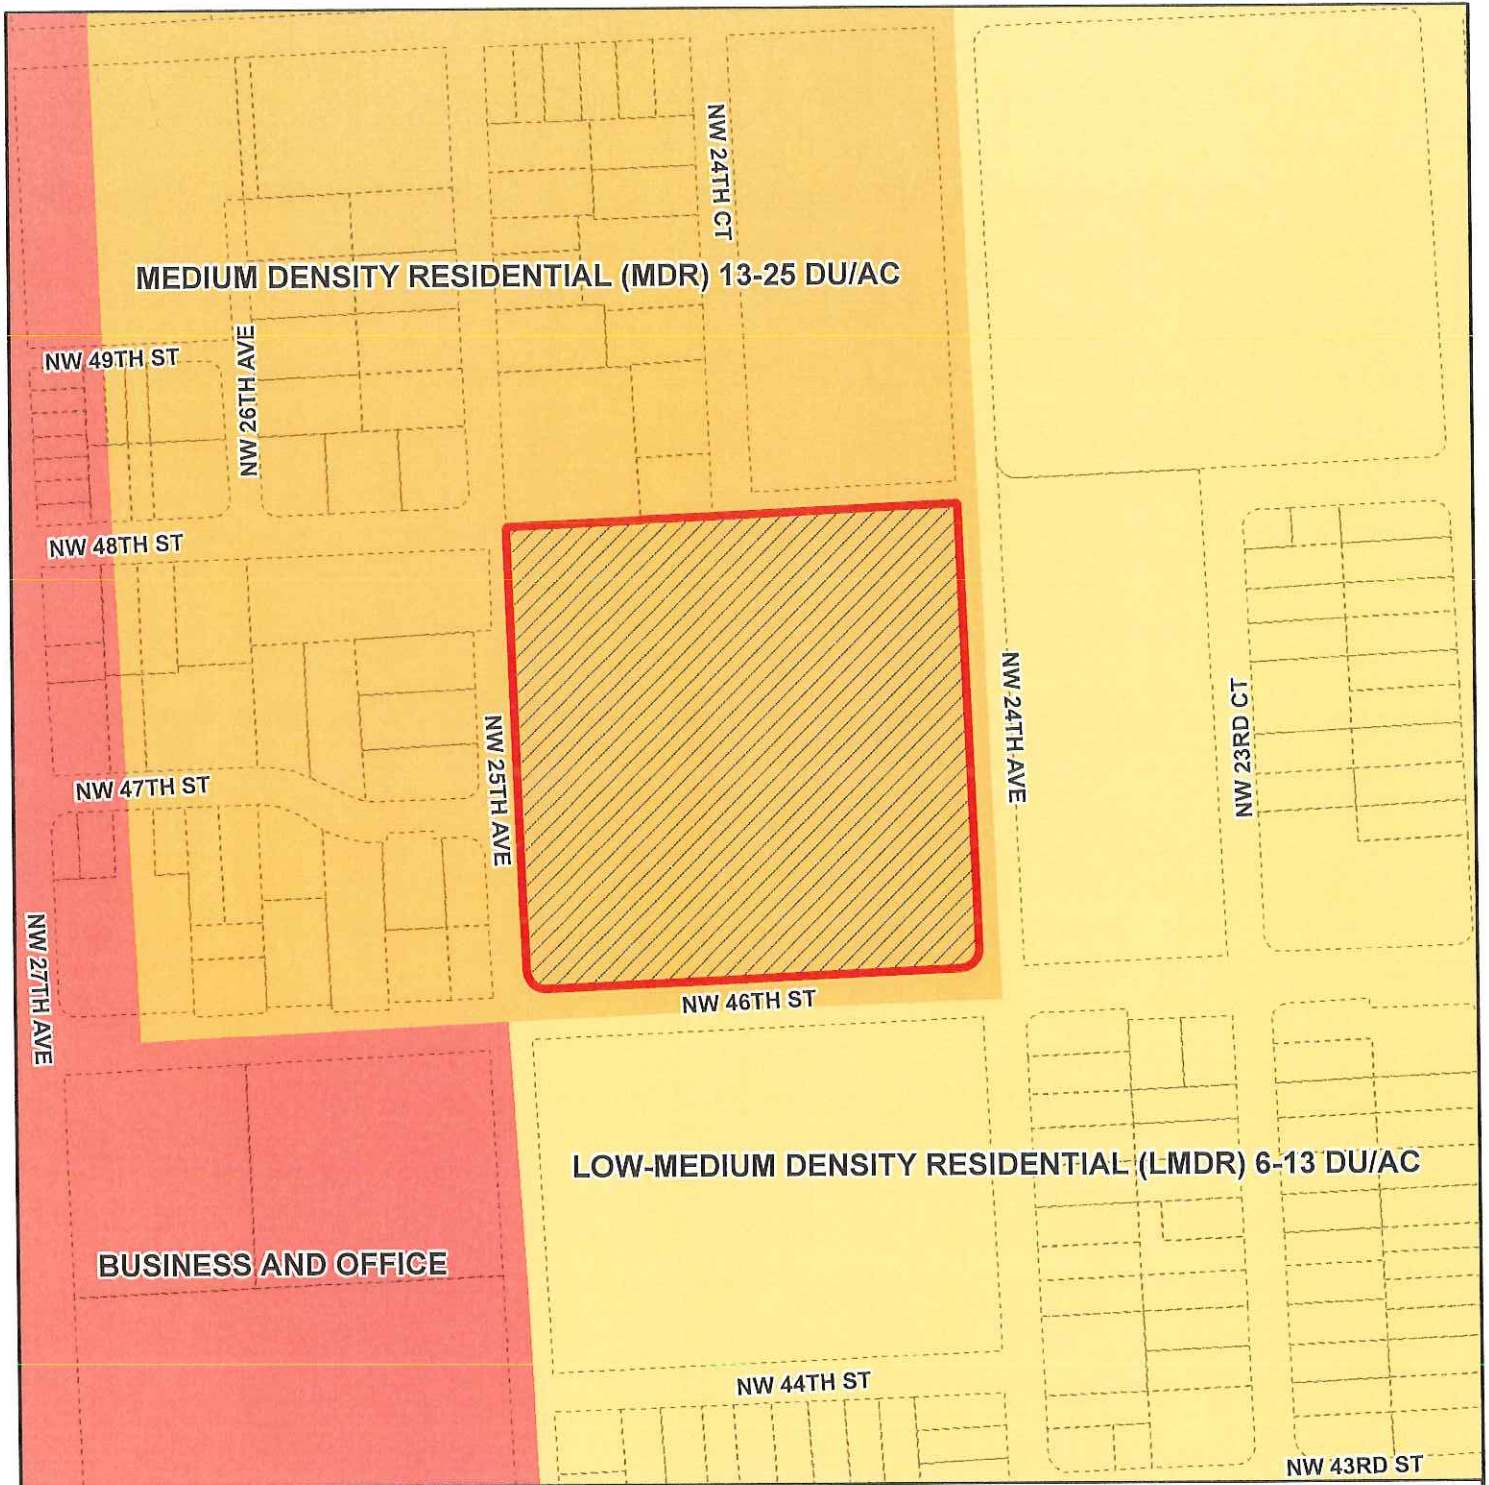 NW 24TH CT
MEDIUM DENSITY RESIDENTIAL (MDR) 13-25 DU/AC
NW 49TH ST
NW 26TH AVE
NW 48TH ST
NW 25TH AVE
NW 24TH AVE
NW 23RD CT
NW 47TH ST
NW 27TH AVE
NW 46TH ST
LOW-MEDIUM DENSITY RESIDENTIAL (LMDR) 6-13 DU/AC
BUSINESS AND OFFICE
NW 44TH ST
NW 43RD ST